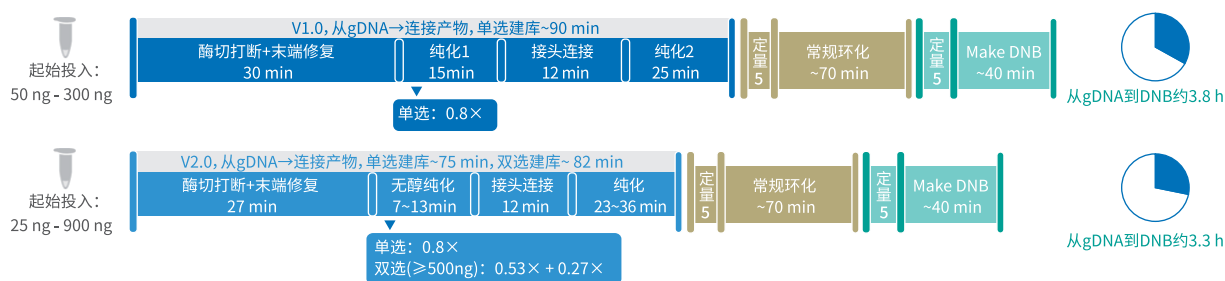 V1.0，从gDNA→连接产物，单选建库~90 min
起始投入：
50 ng - 300 ng
酶切打断+末端修复
30 min
纯化1
15min
接头连接
12 min
纯化2
25 min
定量
5
常规环化
~70 min
定量
5
Make DNB
~40 min
单选：0.8×
从gDNA到DNB约3.8 h
V2.0，从gDNA→连接产物，单选建库~75 min，双选建库~ 82 min
起始投入：
25 ng - 900 ng
酶切打断+末端修复
27 min
无醇纯化
7~13min
接头连接
12 min
纯化
23~36 min
定量
5
常规环化
~70 min
定量
5
Make DNB
~40 min
单选：0.8×
双选(≥500ng)：0.53× + 0.27×
从gDNA到DNB约3.3 h